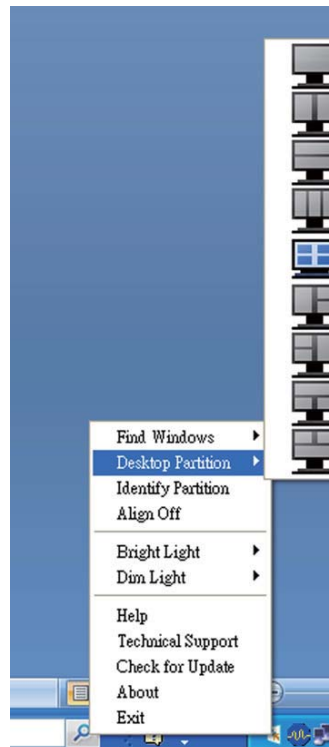 Find Windows
Desktop Partition
Identify Partition
Align Off
Bright Light
Dim Light
Help
Technical Support
Check for Update
About
Exit